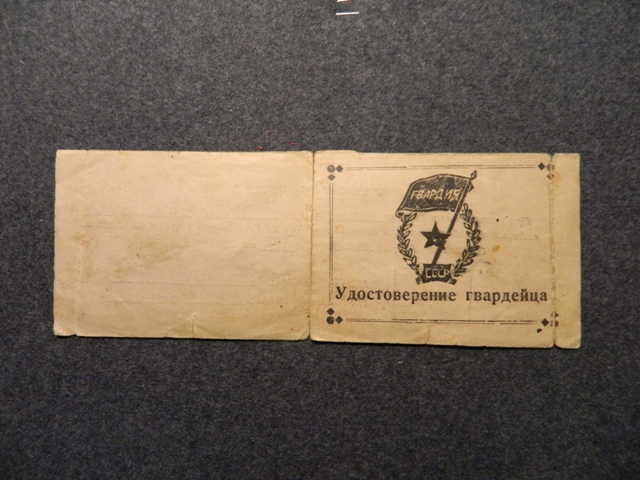 ГВАРДИЯ
СССР
Удостоверение гвардейца